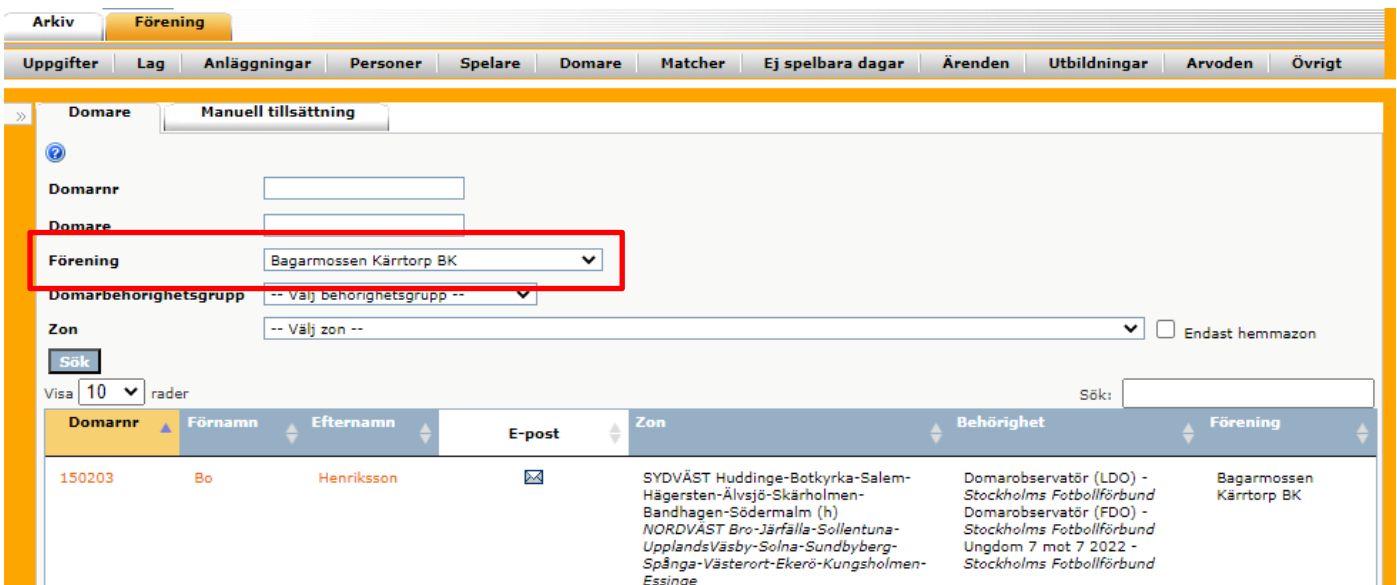 Arkiv Förening
Uppgifter Lag Anläggningar Personer Spelare Domare Matcher Ej spelbara dagar Ärenden Utbildningar Arvoden Övrigt
» Domare Manuell tillsättning
?
Domarnr
Domare
Förening Bagarmossen Kärrtorp BK
Domarbehörighetsgrupp -- Välj behörighetsgrupp --
Zon -- Välj zon -- Endast hemmazon
Sök
Visa 10 rader Sök:
Domarnr Förnamn Efternamn E-post Zon Behörighet Förening
150203 Bo Henriksson SYDVÄST Huddinge-Botkyrka-Salem- Domarobservatör (LDO) - Bagarmossen
Hägersten-Älvsjö-Skärholmen- Stockholms Fotbollförbund Kärrtorp BK
Bandhagen-Södermalm (h) Domarobservatör (FDO) -
NORDVÄST Bro-Järfälla-Sollentuna- Stockholms Fotbollförbund
UpplandsVäsby-Solna-Sundbyberg- Ungdom 7 mot 7 2022 -
Spånga-Västerort-Ekerö-Kungsholmen- Stockholms Fotbollförbund
Essinge